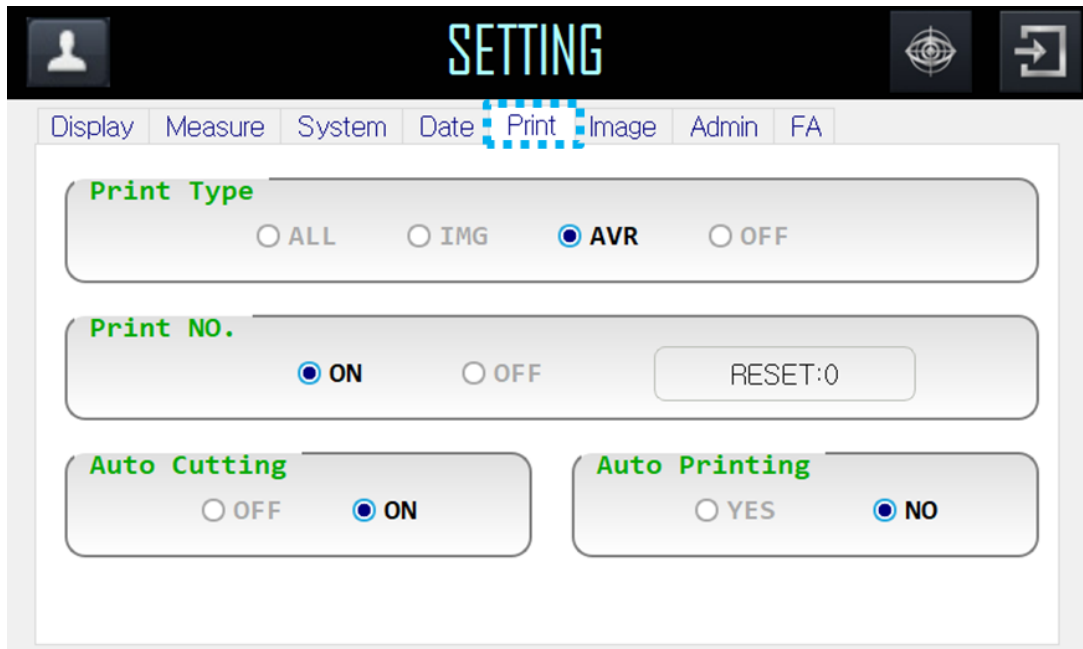 SETTING
Display Measure System Date Print Image Admin FA
Print Type
ALL IMG AVR OFF
Print NO.
ON OFF RESET:0
Auto Cutting Auto Printing
OFF ON YES NO